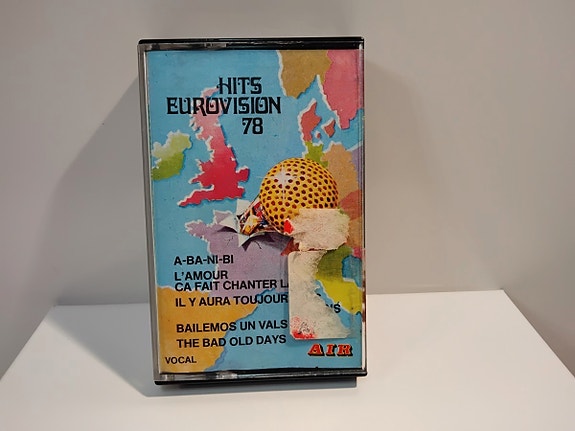 HITS
EUROVISION
78
A-BA-NI-BI
L'AMOUR
CA FAIT CHANTER
IL Y AURA TOUJOUR
BAILEMOS UN VALS
THE BAD OLD DAYS
VOCAL
AIR